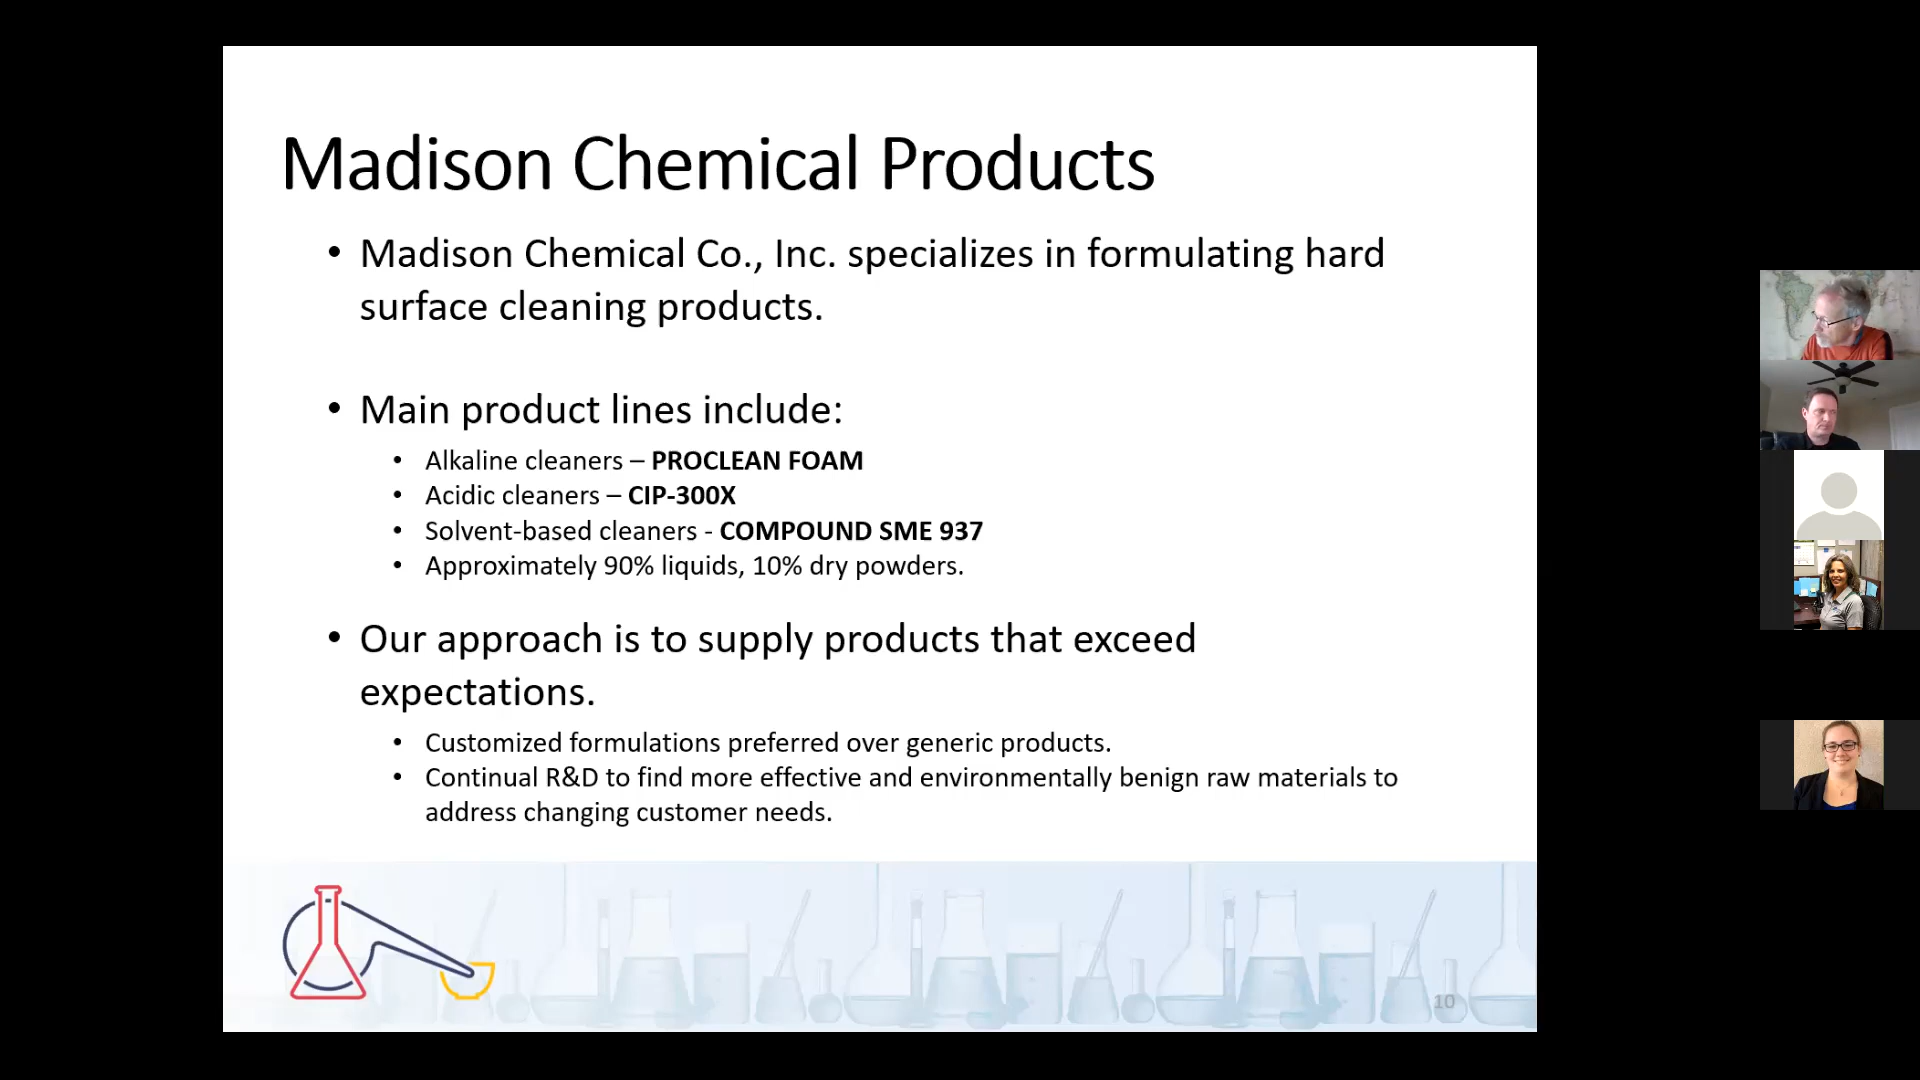 Madison Chemical Products
• Madison Chemical Co., Inc. specializes in formulating hard
surface cleaning products.
• Main product lines include:
• Alkaline cleaners – PROCLEAN FOAM
• Acidic cleaners – CIP-300X
• Solvent-based cleaners - COMPOUND SME 937
• Approximately 90% liquids, 10% dry powders.
• Our approach is to supply products that exceed
expectations.
• Customized formulations preferred over generic products.
• Continual R&D to find more effective and environmentally benign raw materials to
address changing customer needs.
10